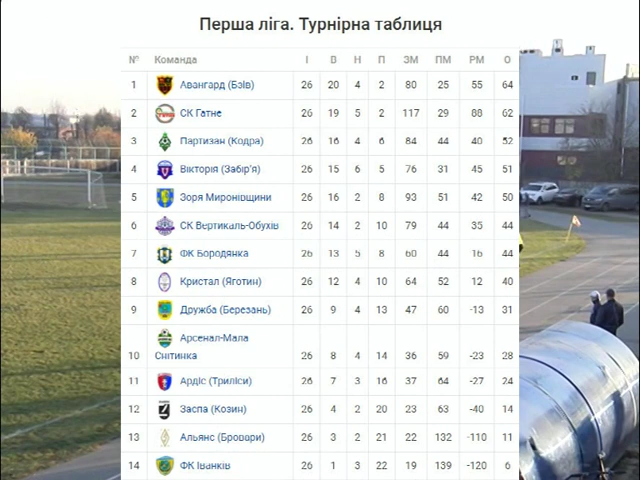 Перша ліга. Турнірна таблиця
№ Команда І В Н П ЗМ ПМ РМ О
1 Авангард (Бзів) 26 20 4 2 80 25 55 64
2 СК Гатне 26 19 5 2 117 29 88 62
3 Партизан (Кодра) 26 16 4 6 84 44 40 52
4 Вікторія (Забір'я) 26 15 6 5 76 31 45 51
5 Зоря Миронівщини 26 16 2 8 93 51 42 50
6 СК Вертикаль-Обухів 26 14 2 10 79 44 35 44
7 ФК Бородянка 26 13 5 8 60 44 16 44
8 Кристал (Яготин) 26 12 4 10 64 52 12 40
9 Дружба (Березань) 26 9 4 13 47 60 -13 31
Арсенал-Мала
10 Снітинка 26 8 4 14 36 59 -23 28
11 Ардіс (Триліси) 26 7 3 16 37 64 -27 24
12 Заспа (Козин) 26 4 2 20 23 63 -40 14
13 Альянс (Бровари) 26 3 2 21 22 132 -110 11
14 ФК Іванків 26 1 3 22 19 139 -120 6